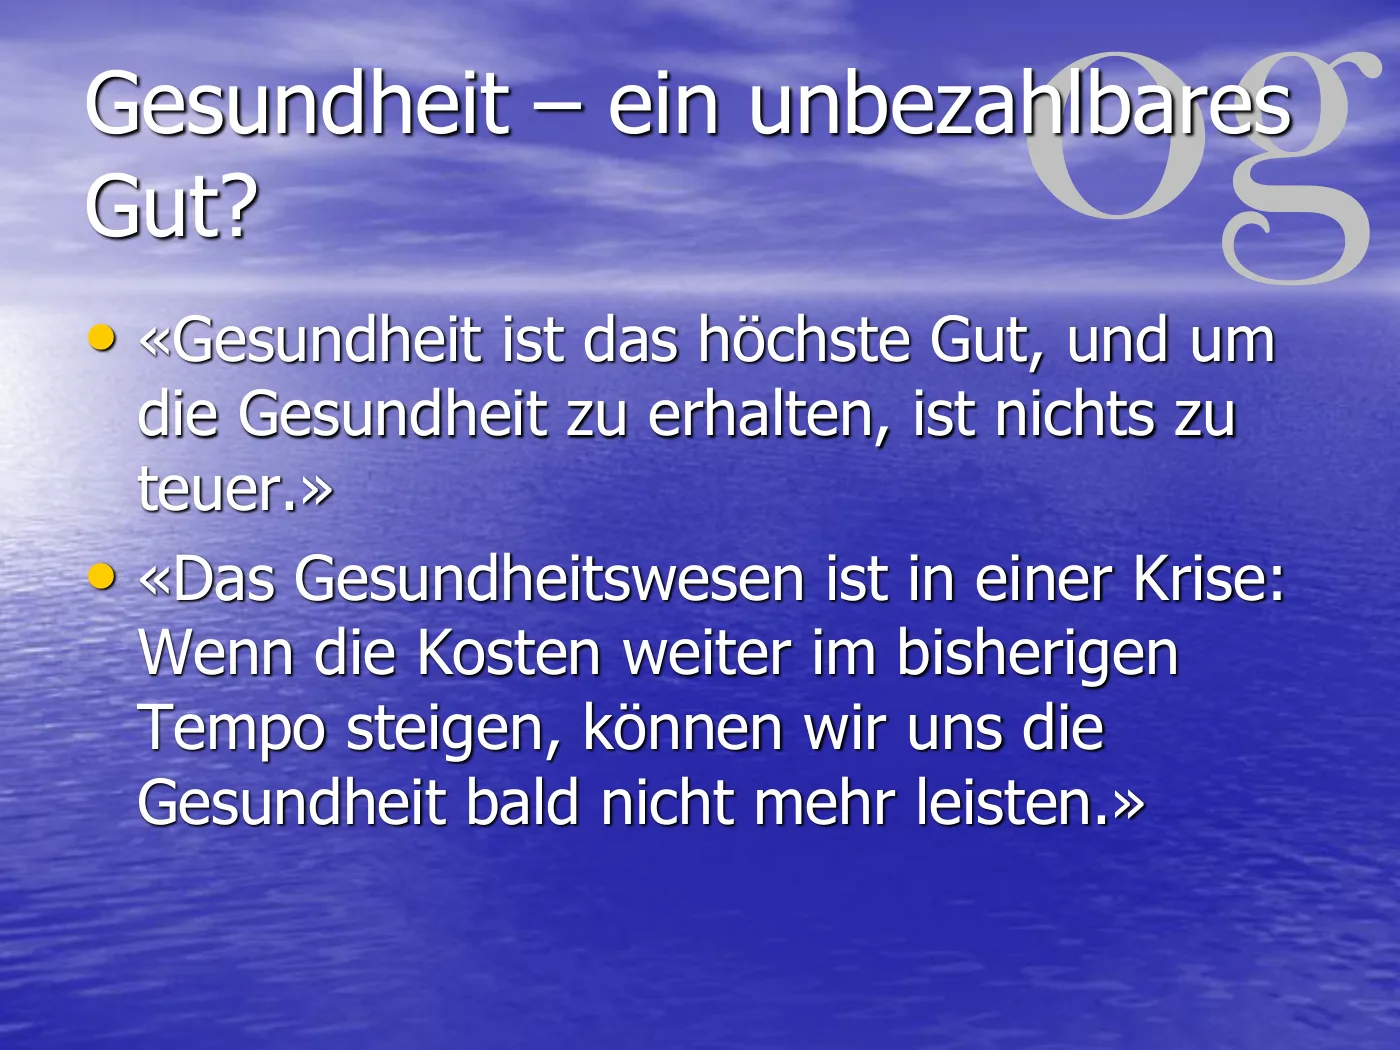 Gesundheit – ein unbezahlbares
Gut?
og
• «Gesundheit ist das höchste Gut, und um
die Gesundheit zu erhalten, ist nichts zu
teuer.»
• «Das Gesundheitswesen ist in einer Krise:
Wenn die Kosten weiter im bisherigen
Tempo steigen, können wir uns die
Gesundheit bald nicht mehr leisten.»